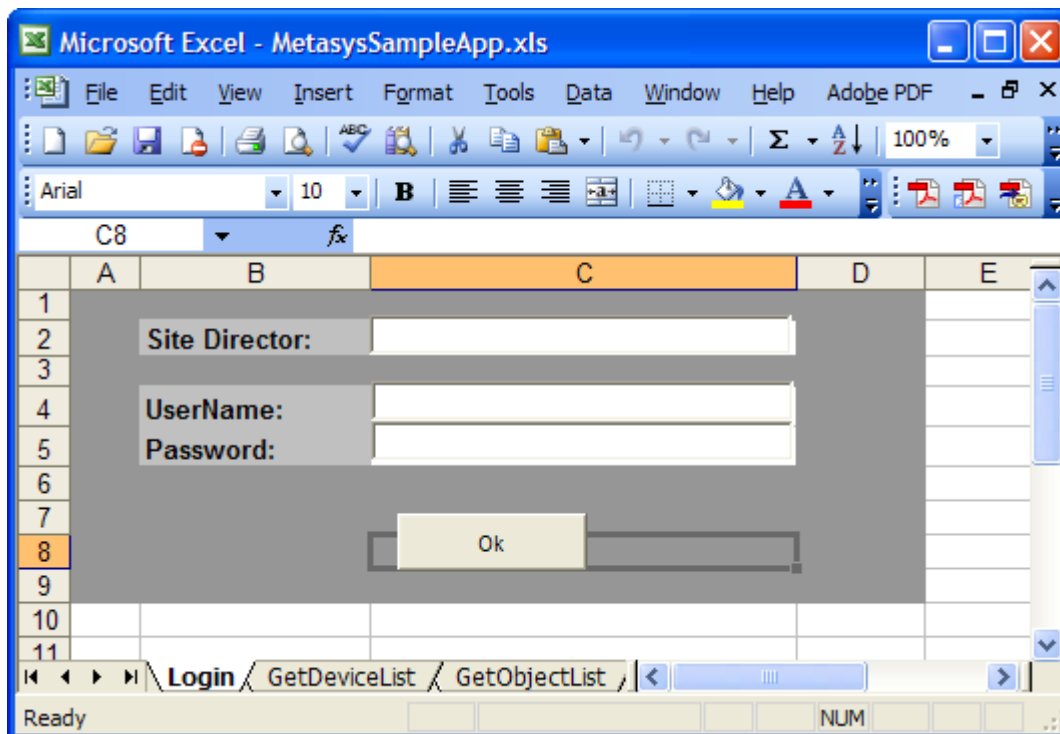 Microsoft Excel - MetasysSampleApp.xls
File Edit View Insert Format Tools Data Window Help Adobe PDF
ABC Σ A Z 100%
Arial 10 B a A
C8 fx
A B C D E
1
2 Site Director:
3
4 UserName:
5 Password:
6
7
8 Ok
9
10
11
Login GetDeviceList GetObjectList
Ready NUM